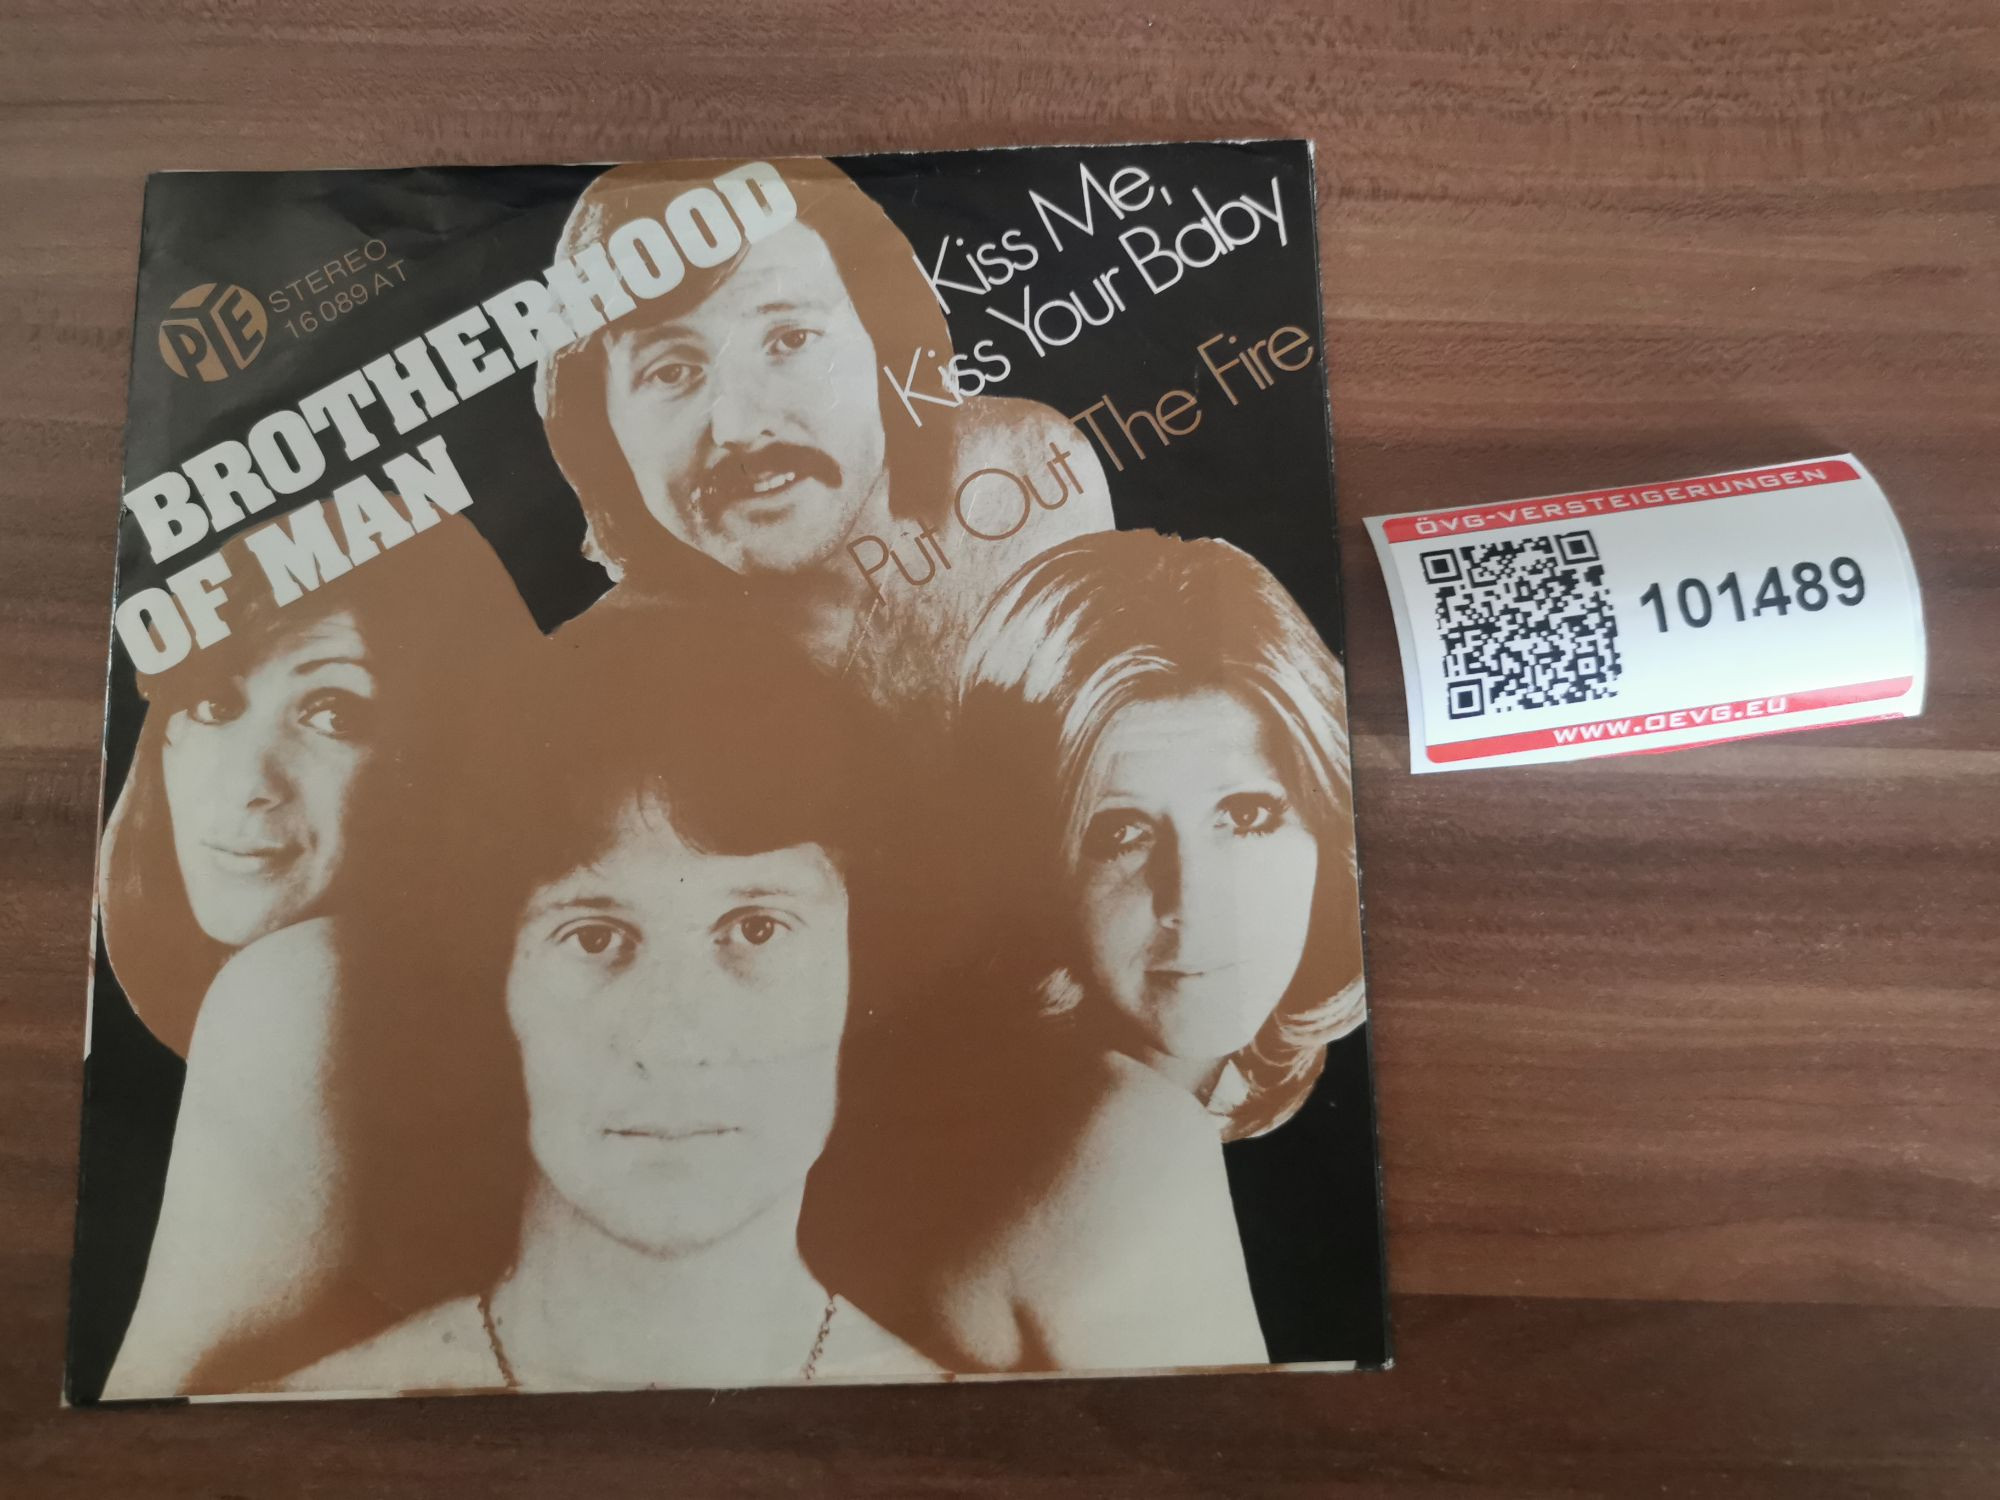 PYE
STEREO
16 089 AT
BROTHERHOOD
OF MAN
Kiss Me,
Kiss Your Baby
Put Out The Fire
ÖVG-VERSTEIGERUNGEN
101489
WWW.OEVG.EU